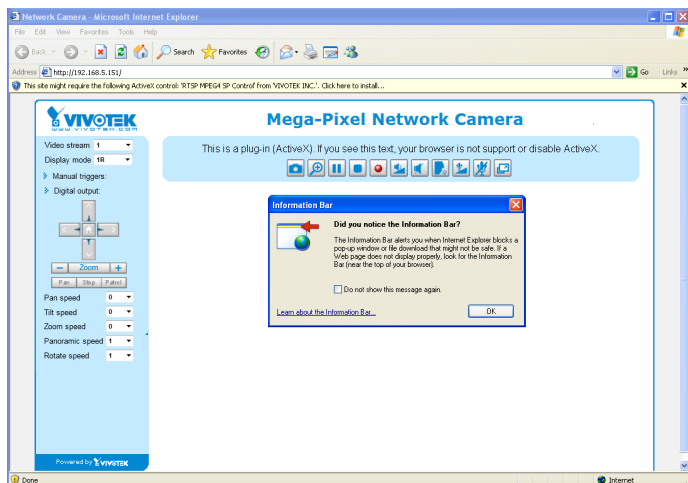 Network Camera - Microsoft Internet Explorer
File Edit View Favorites Tools Help
Back Search Favorites
Address http://192.168.5.151/ Go Links »
This site might require the following ActiveX control: 'RTSP MPEG4 SP Control' from 'VIVOTEK INC.'. Click here to install...
VIVOTEK
www.vivotek.com
Mega-Pixel Network Camera
Video stream 1
Display mode 1R
Manual triggers:
Digital output:
Zoom
Pan Stop Patrol
Pan speed 0
Tilt speed 0
Zoom speed 0
Panoramic speed 1
Rotate speed 1
Powered by VIVOTEK
This is a plug-in (ActiveX). If you see this text, your browser is not support or disable ActiveX.
Information Bar
Did you notice the Information Bar?
The Information Bar alerts you when Internet Explorer blocks a
pop-up window or file download that might not be safe. If a
Web page does not display properly, look for the Information
Bar (near the top of your browser).
Do not show this message again.
Learn about the Information Bar...
OK
Done
Internet